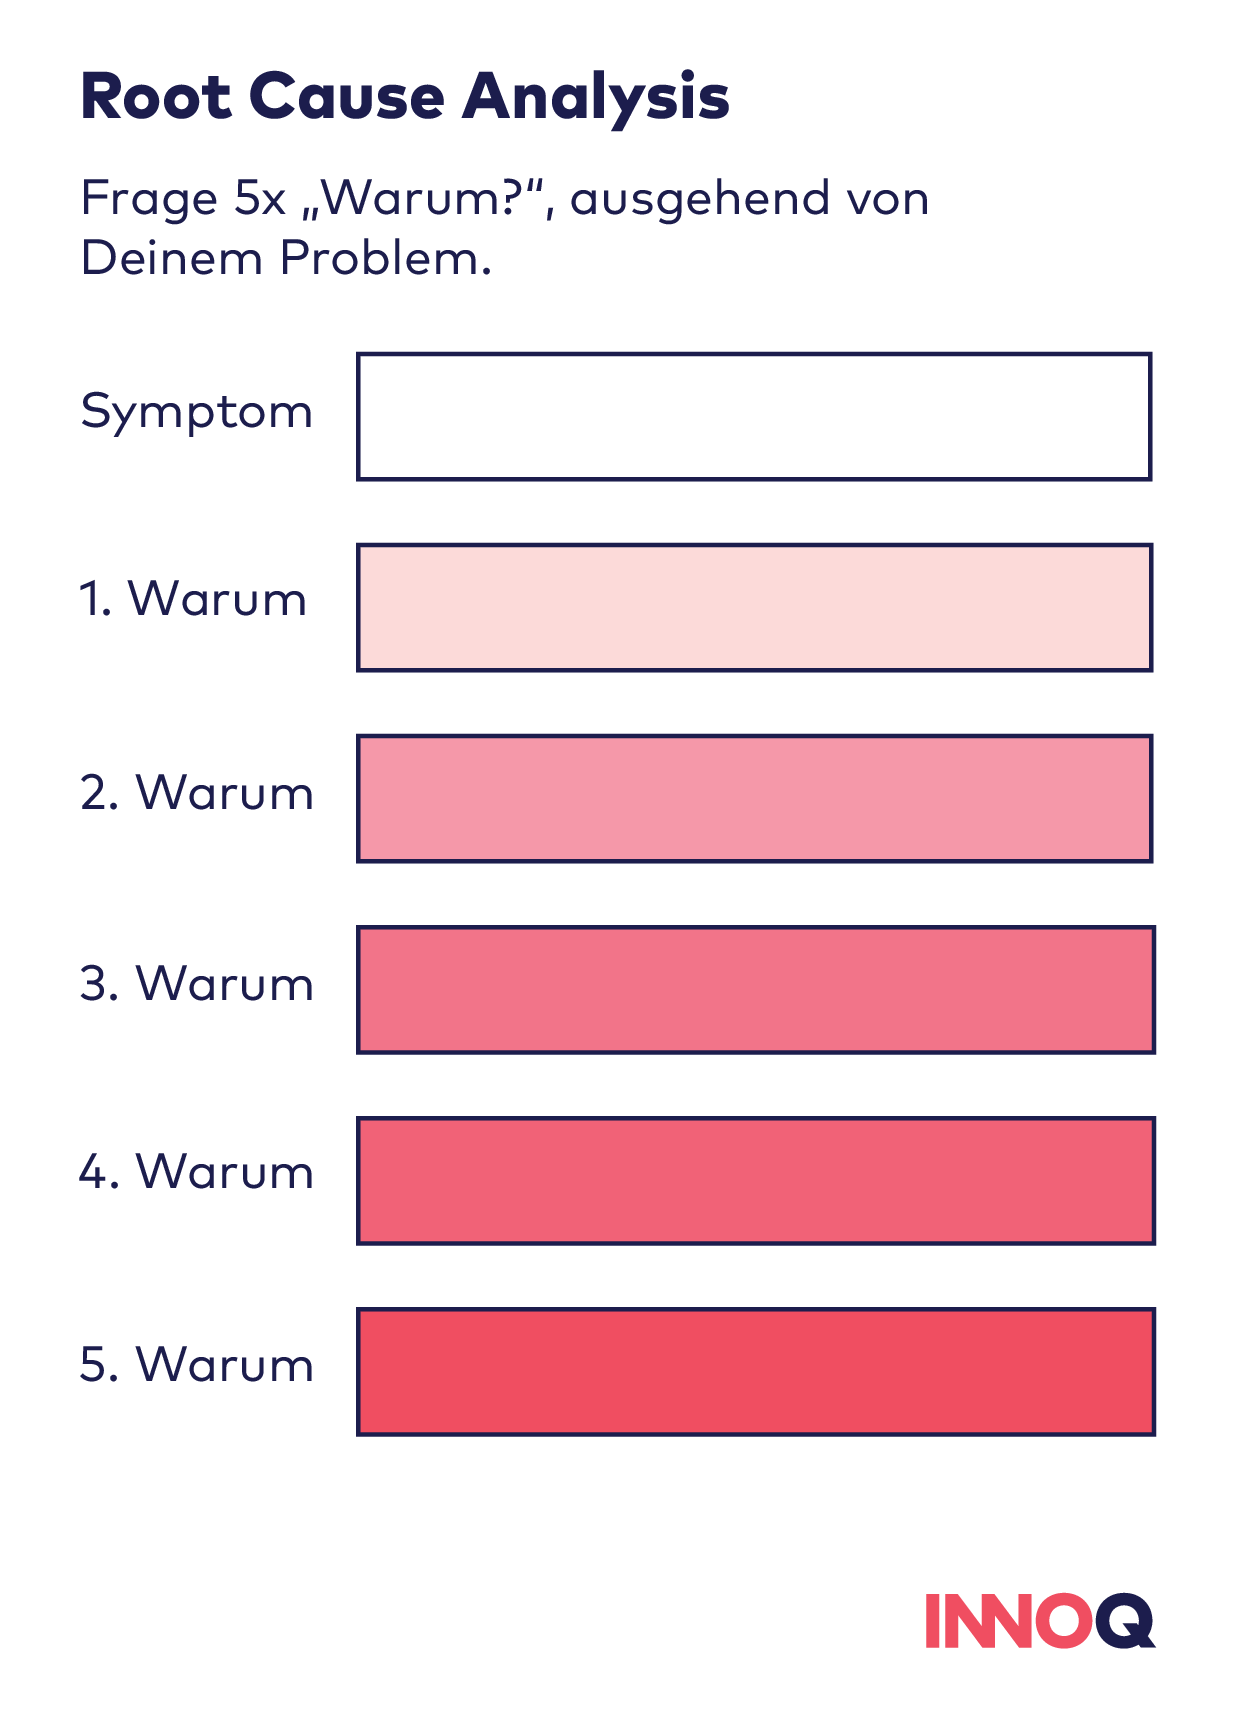 Root Cause Analysis
Frage 5x „Warum?“, ausgehend von
Deinem Problem.
Symptom
1. Warum
2. Warum
3. Warum
4. Warum
5. Warum
INNOQ